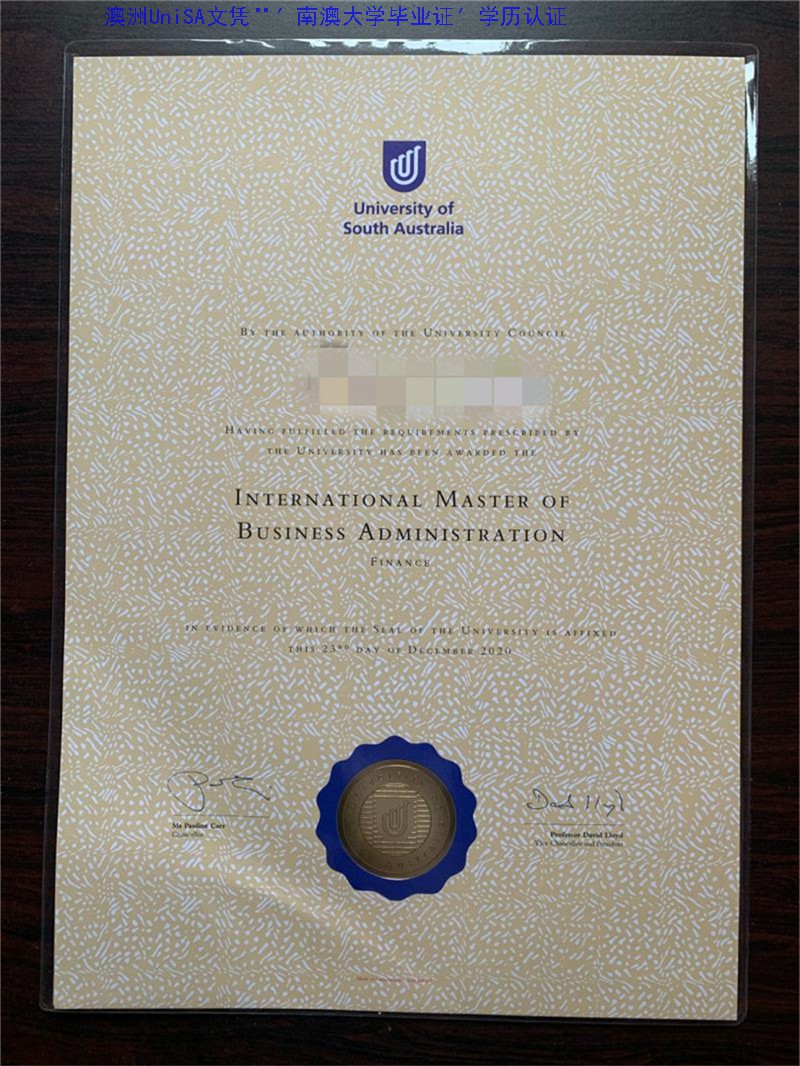 澳洲UniSA文凭"'南澳大学毕业证'学历认证
University of
South Australia
By the authority of the University Council
Having fulfilled the requirements prescribed by
the University has been awarded the
International Master of
Business Administration
Finance
in evidence of which the Seal of the University is affixed
this 23rd day of December 2020
Ms Pauline Carr
Chancellor
Professor David Lloyd
Vice Chancellor and President